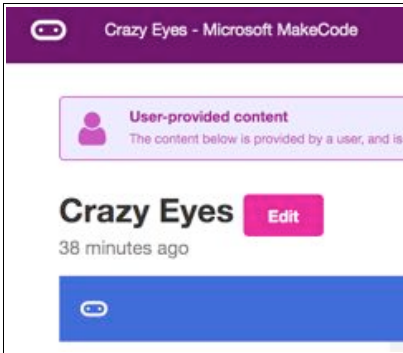 Crazy Eyes - Microsoft MakeCode
User-provided content
The content below is provided by a user, and is
Crazy Eyes Edit
38 minutes ago